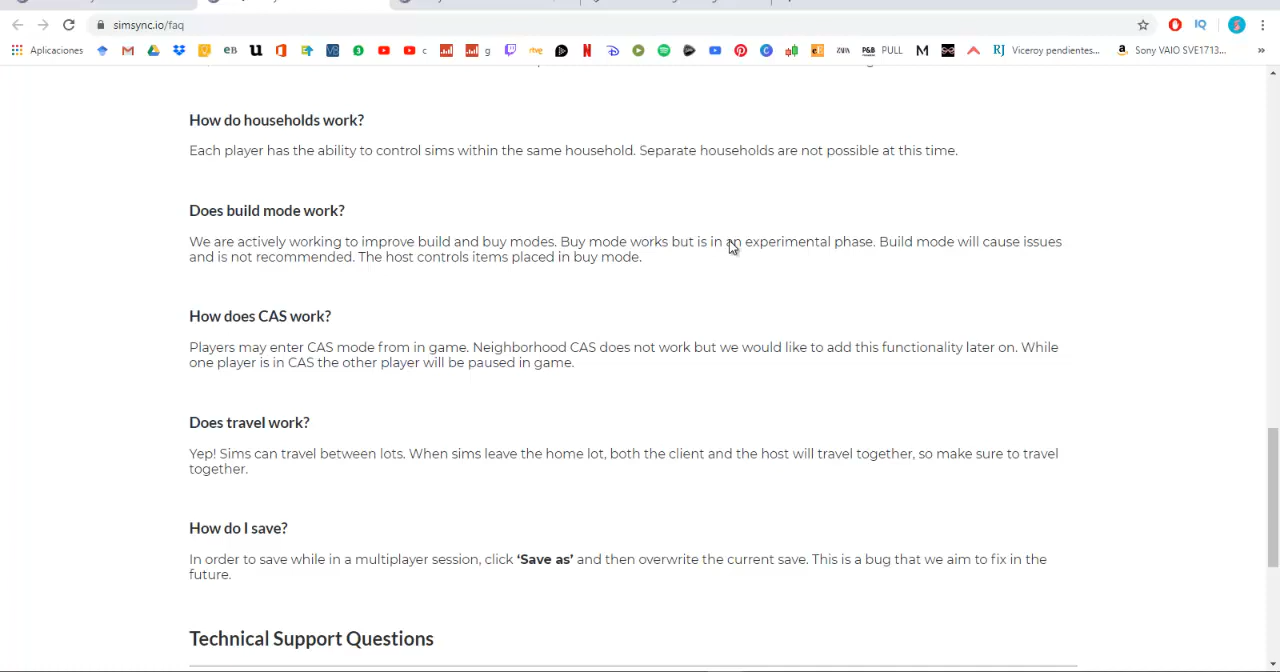 simsync.io/faq
IQ
Aplicaciones
c
g
PULL
Viceroy pendientes...
Sony VAIO SVE1713...
How do households work?
Each player has the ability to control sims within the same household. Separate households are not possible at this time.
Does build mode work?
We are actively working to improve build and buy modes. Buy mode works but is in an experimental phase. Build mode will cause issues
and is not recommended. The host controls items placed in buy mode.
How does CAS work?
Players may enter CAS mode from in game. Neighborhood CAS does not work but we would like to add this functionality later on. While
one player is in CAS the other player will be paused in game.
Does travel work?
Yep! Sims can travel between lots. When sims leave the home lot, both the client and the host will travel together, so make sure to travel
together.
How do I save?
In order to save while in a multiplayer session, click ‘Save as’ and then overwrite the current save. This is a bug that we aim to fix in the
future.
Technical Support Questions